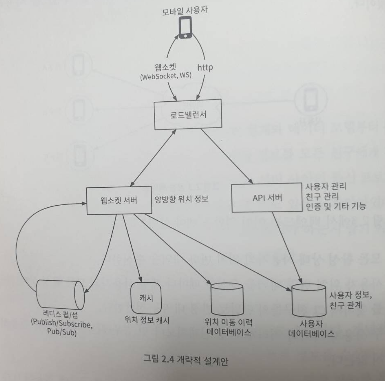 모바일 사용자
웹소켓
(WebSocket, WS)
http
로드밸런서
웹소켓 서버
양방향 위치 정보
API 서버
사용자 관리
친구 관리
인증 및 기타 기능
레디스 펍/섭
(Publish/Subscribe,
Pub/Sub)
캐시
위치 정보 캐시
위치 이동 이력
데이터베이스
사용자
데이터베이스
사용자 정보,
친구 관계
그림 2.4 개략적 설계안